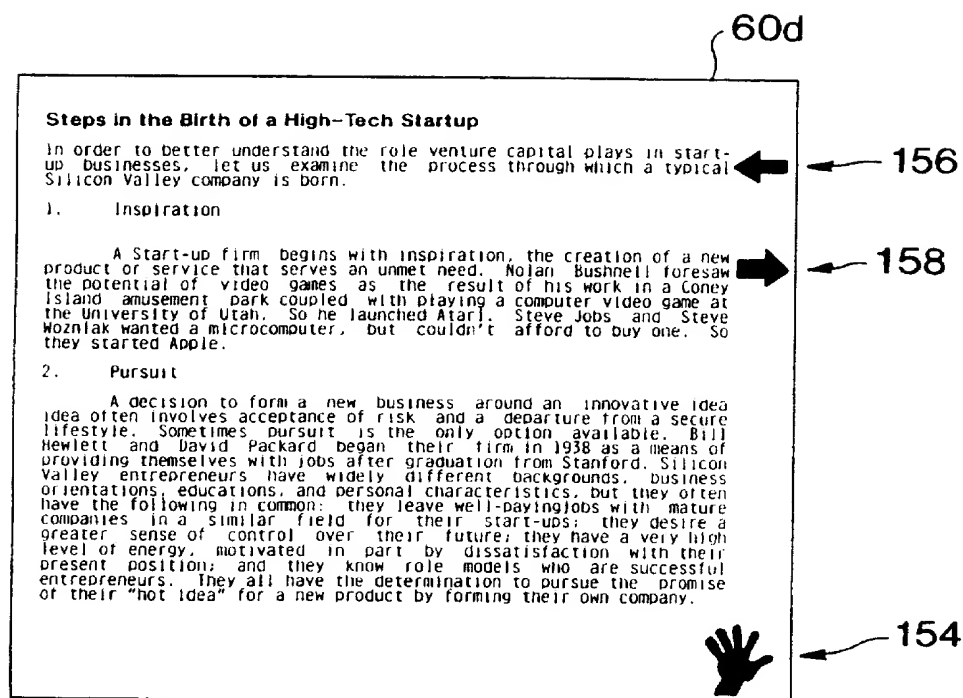 60d
Steps in the Birth of a High-Tech Startup
In order to better understand the role venture capital plays in start-
up businesses, let us examine the process through which a typical
Silicon Valley company is born.
156
1. Inspiration
A Start-up firm begins with inspiration, the creation of a new
product or service that serves an unmet need. Nolan Bushnell foresaw
the potential of video games as the result of his work in a Coney
Island amusement park coupled with playing a computer video game at
the University of Utah. So he launched Atari. Steve Jobs and Steve
Wozniak wanted a microcomputer, but couldn't afford to buy one. So
they started Apple.
158
2. Pursuit
A decision to form a new business around an innovative idea
idea often involves acceptance of risk and a departure from a secure
lifestyle. Sometimes pursuit is the only option available. Bill
Hewlett and David Packard began their firm in 1938 as a means of
providing themselves with jobs after graduation from Stanford. Silicon
Valley entrepreneurs have widely different backgrounds, business
orientations, educations, and personal characteristics, but they often
have the following in common: they leave well-payingjobs with mature
companies in a similar field for their start-ups; they desire a
greater sense of control over their future; they have a very high
level of energy, motivated in part by dissatisfaction with their
present position; and they know role models who are successful
entrepreneurs. They all have the determination to pursue the promise
of their "hot idea" for a new product by forming their own company.
154